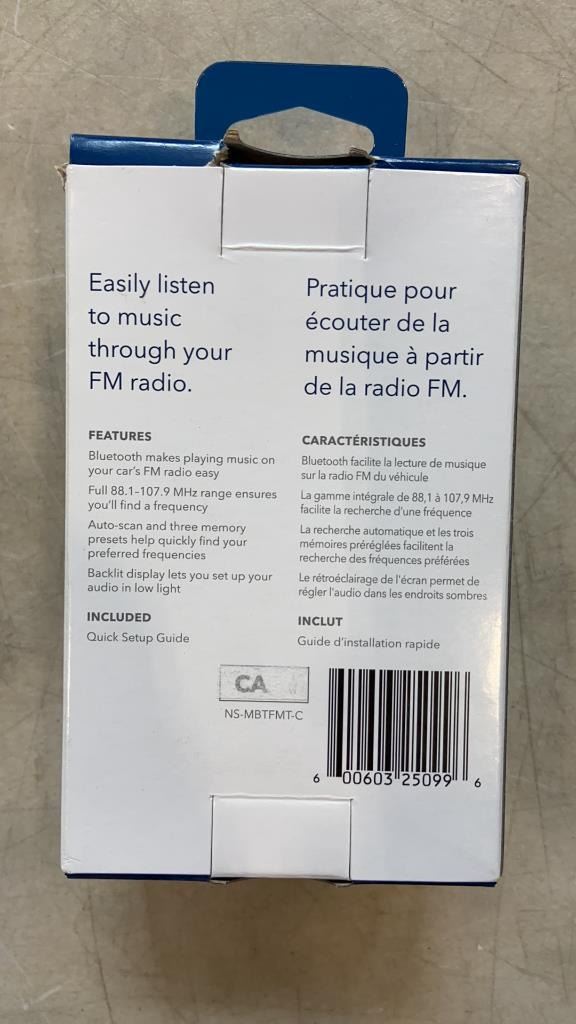 Easily listen
to music
through your
FM radio.
FEATURES
Bluetooth makes playing music on
your car's FM radio easy
Full 88.1–107.9 MHz range ensures
you'll find a frequency
Auto-scan and three memory
presets help quickly find your
preferred frequencies
Backlit display lets you set up your
audio in low light
INCLUDED
Quick Setup Guide
Pratique pour
écouter de la
musique à partir
de la radio FM.
CARACTÉRISTIQUES
Bluetooth facilite la lecture de musique
sur la radio FM du véhicule
La gamme intégrale de 88,1 à 107,9 MHz
facilite la recherche d'une fréquence
La recherche automatique et les trois
mémoires préréglées facilitent la
recherche des fréquences préférées
Le rétroéclairage de l'écran permet de
régler l'audio dans les endroits sombres
INCLUT
Guide d'installation rapide
CA
NS-MBTFMT-C
6 00603 25099 6